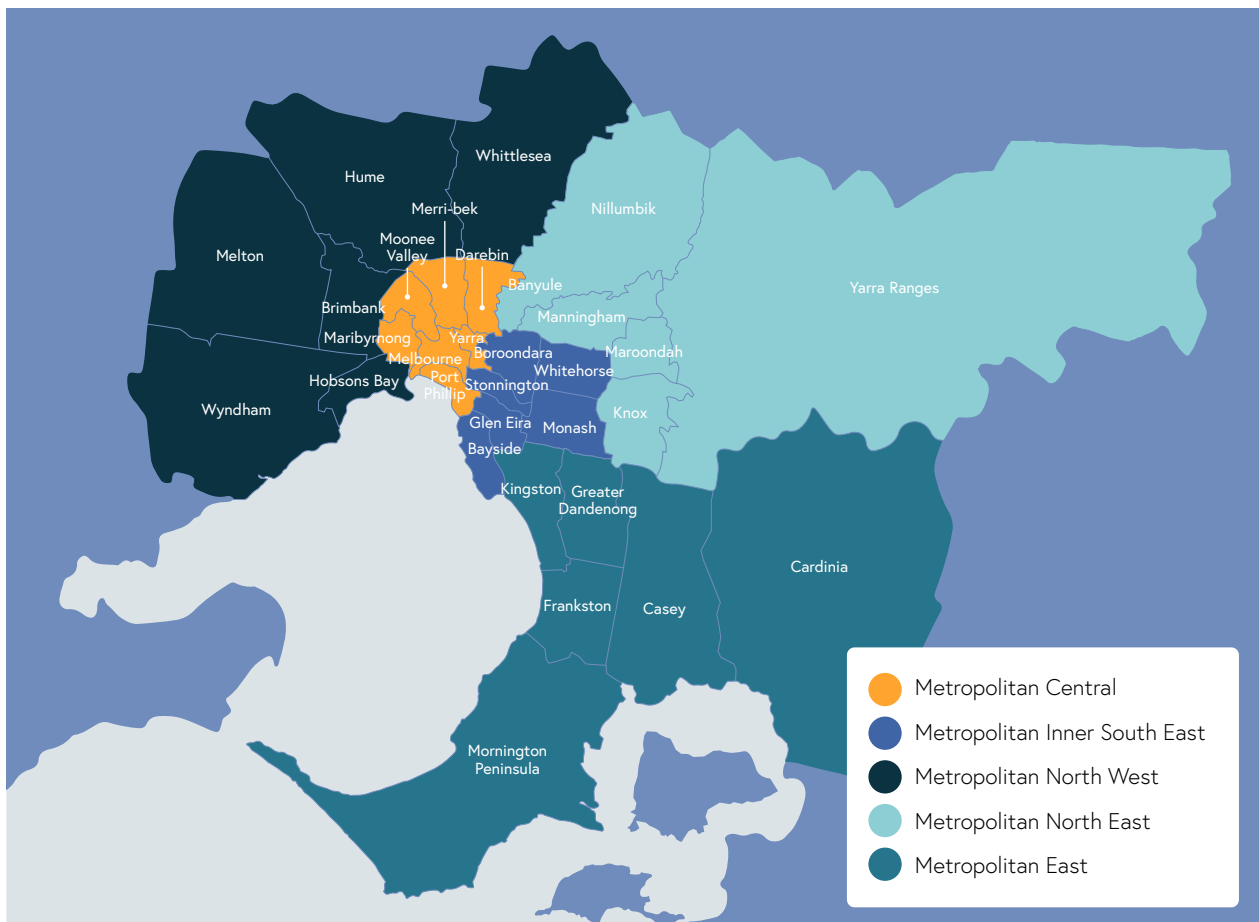 Whittlesea
Hume
Merri-bek
Nillumbik
Moonee
Valley
Darebin
Melton
Banyule
Yarra Ranges
Brimbank
Manningham
Maribyrnong
Yarra
Boroondara
Maroondah
Melbourne
Whitehorse
Port
Phillip
Stonnington
Hobsons Bay
Wyndham
Knox
Glen Eira
Monash
Bayside
Kingston
Greater
Dandenong
Cardinia
Frankston
Casey
Mornington
Peninsula
Metropolitan Central
Metropolitan Inner South East
Metropolitan North West
Metropolitan North East
Metropolitan East